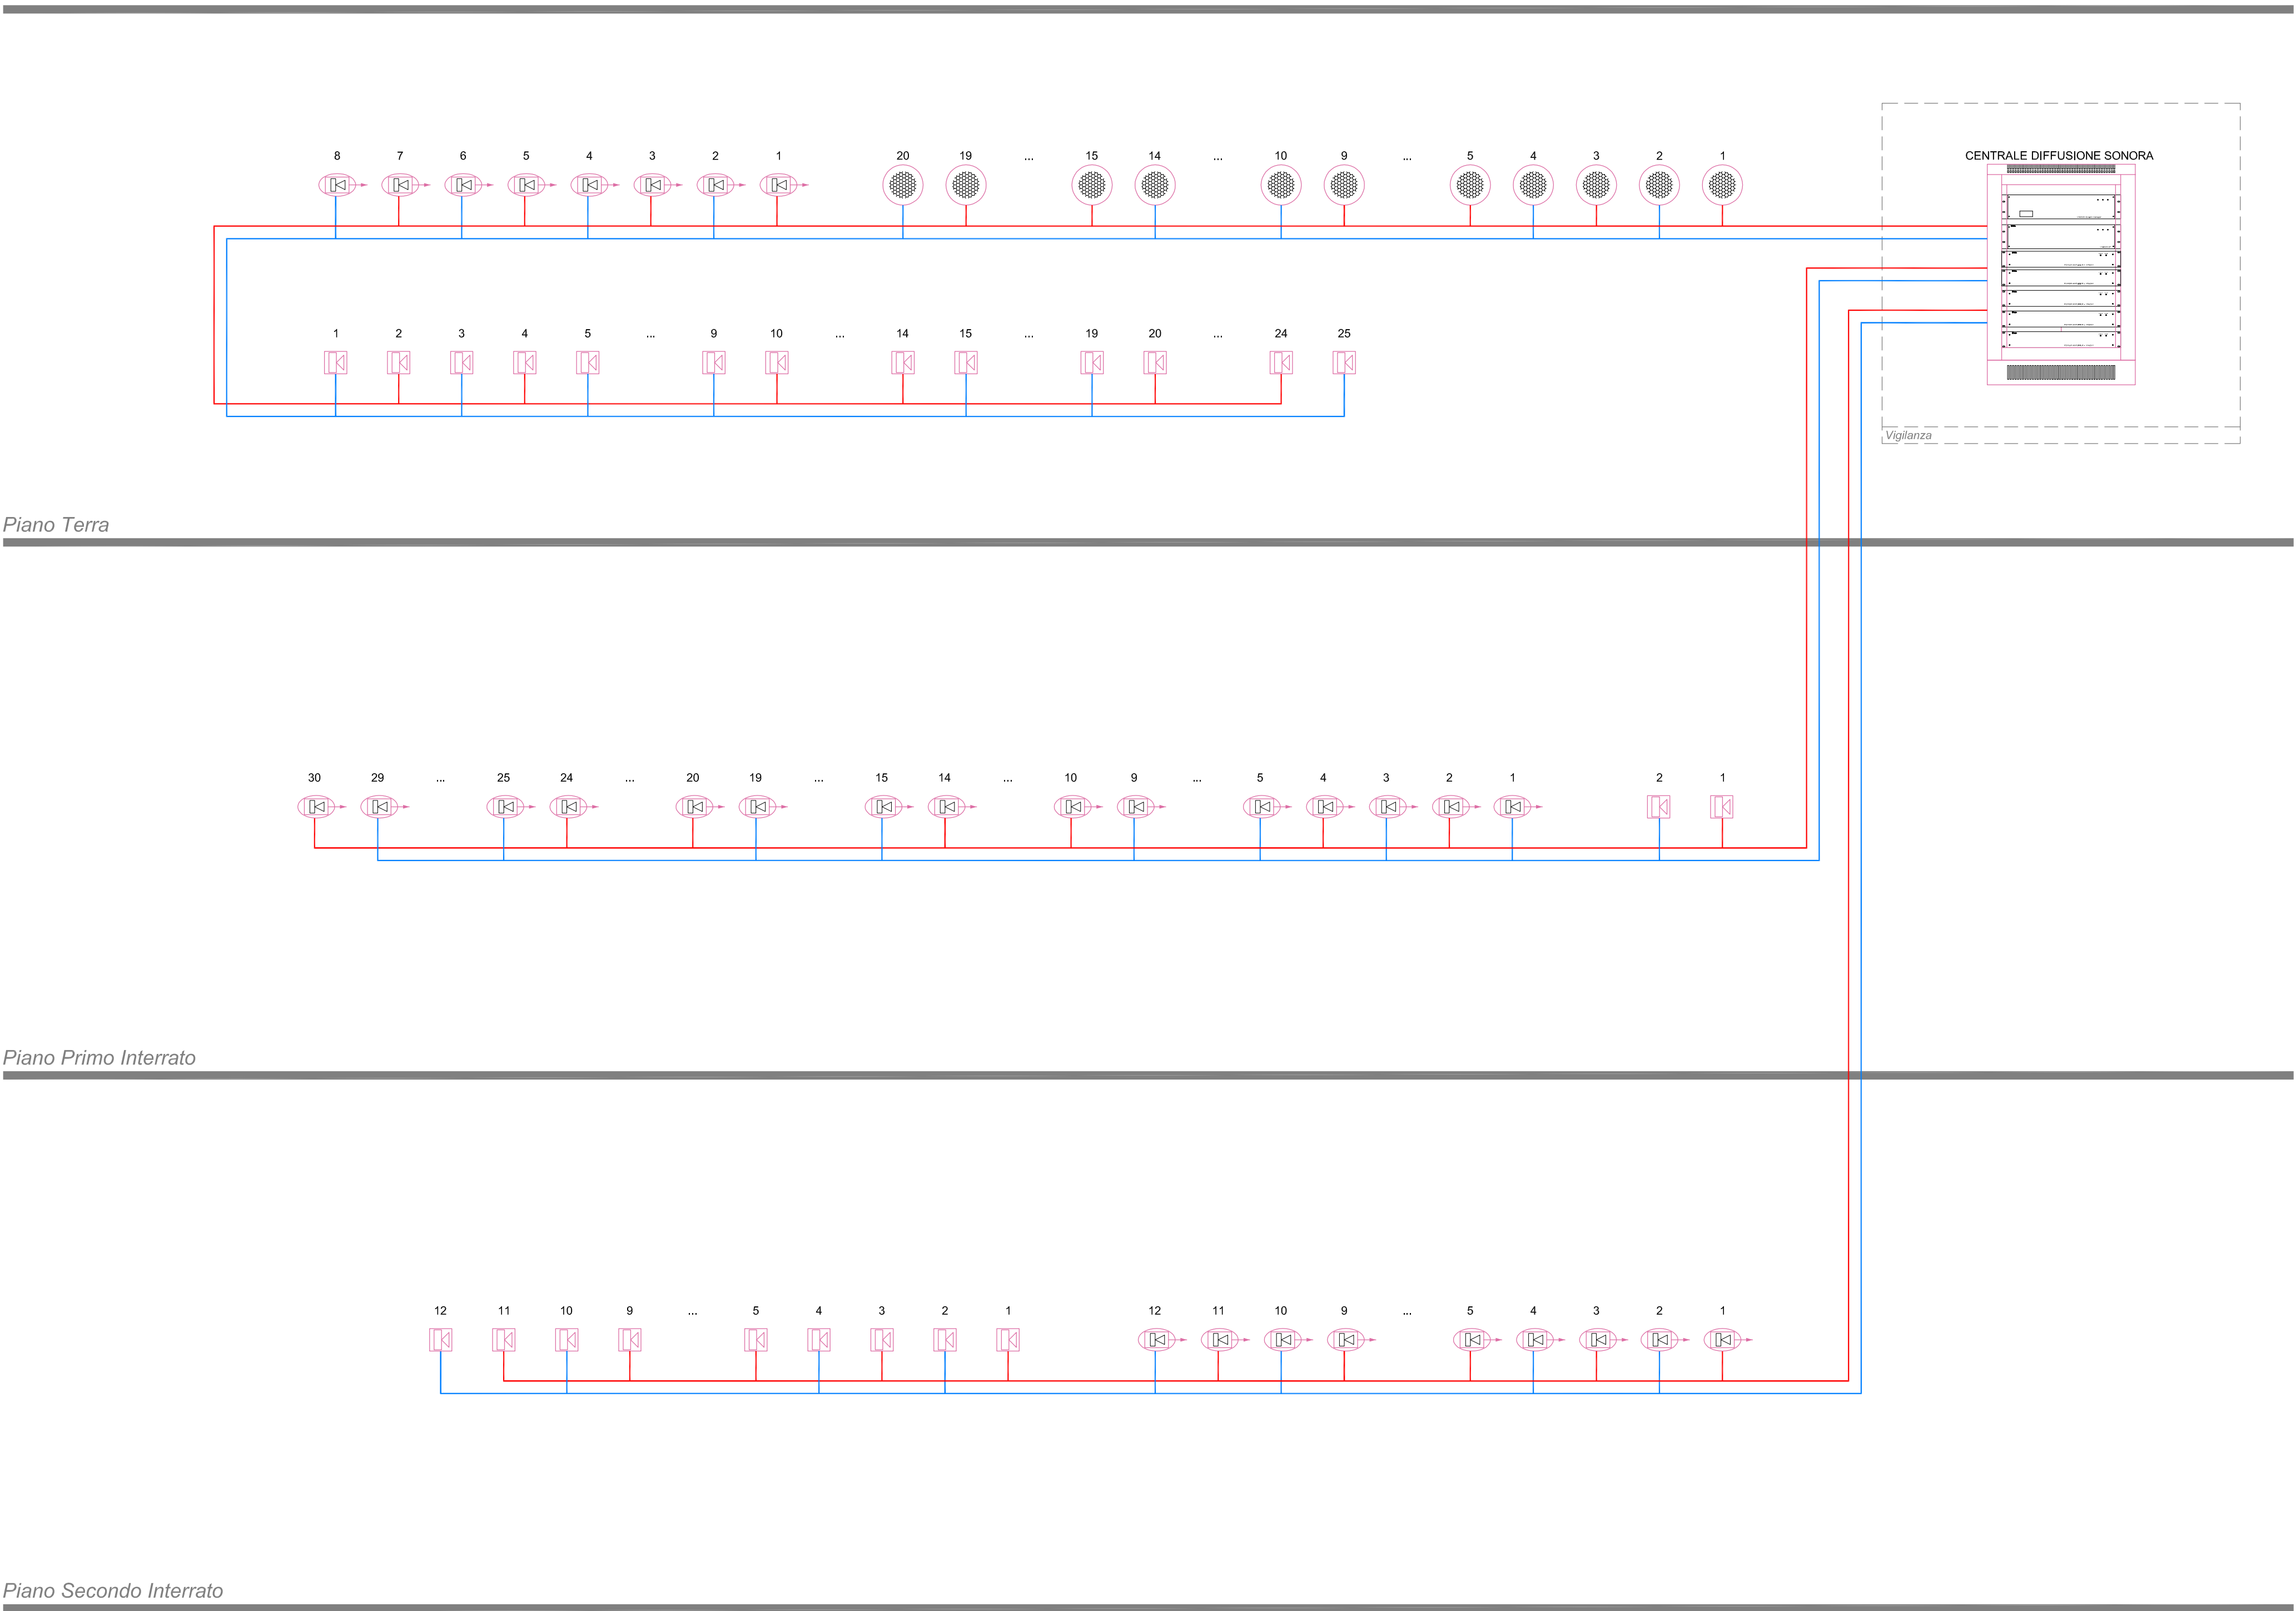 8 7 6 5 4 3 2 1 20 19 ... 15 14 ... 10 9 ... 5 4 3 2 1
CENTRALE DIFFUSIONE SONORA
1 2 3 4 5 ... 9 10 ... 14 15 ... 19 20 ... 24 25
Vigilanza
Piano Terra
30 29 ... 25 24 ... 20 19 ... 15 14 ... 10 9 ... 5 4 3 2 1 2 1
Piano Primo Interrato
12 11 10 9 ... 5 4 3 2 1 12 11 10 9 ... 5 4 3 2 1
Piano Secondo Interrato